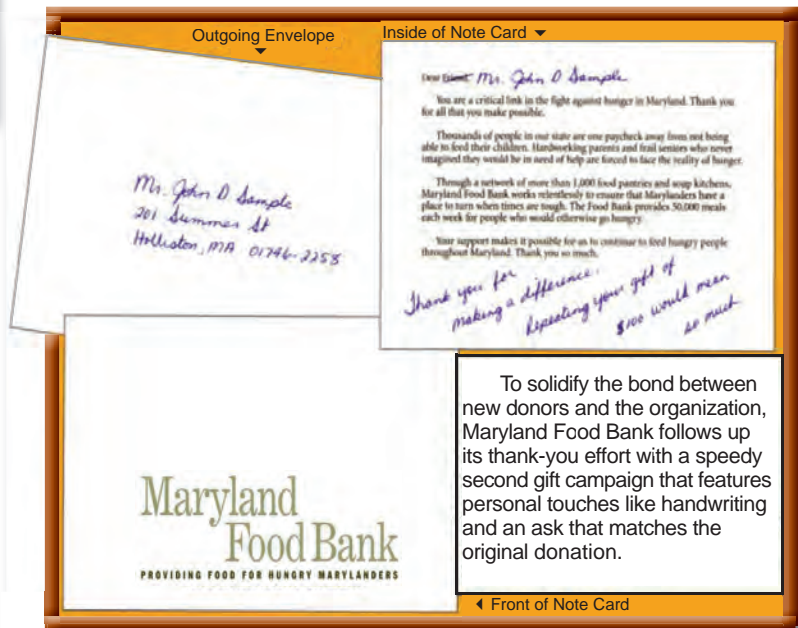 Outgoing Envelope
Mr. John D Sample
201 Summer St
Holliston, MA 01746-2258
Inside of Note Card
Dear Friend: Mr. John D Sample
You are a critical link in the fight against hunger in Maryland. Thank you
for all that you make possible.
Thousands of people in our state are one paycheck away from not being
able to feed their children. Hardworking parents and frail seniors who never
imagined they would be in need of help are forced to face the reality of hunger.
Through a network of more than 1,000 food pantries and soup kitchens,
Maryland Food Bank works relentlessly to ensure that Marylanders have a
place to turn when times are tough. The Food Bank provides 50,000 meals
each week for people who would otherwise go hungry.
Your support makes it possible for us to continue to feed hungry people
throughout Maryland. Thank you so much.
Thank you for
making a difference.
Repeating your gift of
$100 would mean
so much
Maryland
Food Bank
PROVIDING FOOD FOR HUNGRY MARYLANDERS
To solidify the bond between
new donors and the organization,
Maryland Food Bank follows up
its thank-you effort with a speedy
second gift campaign that features
personal touches like handwriting
and an ask that matches the
original donation.
Front of Note Card